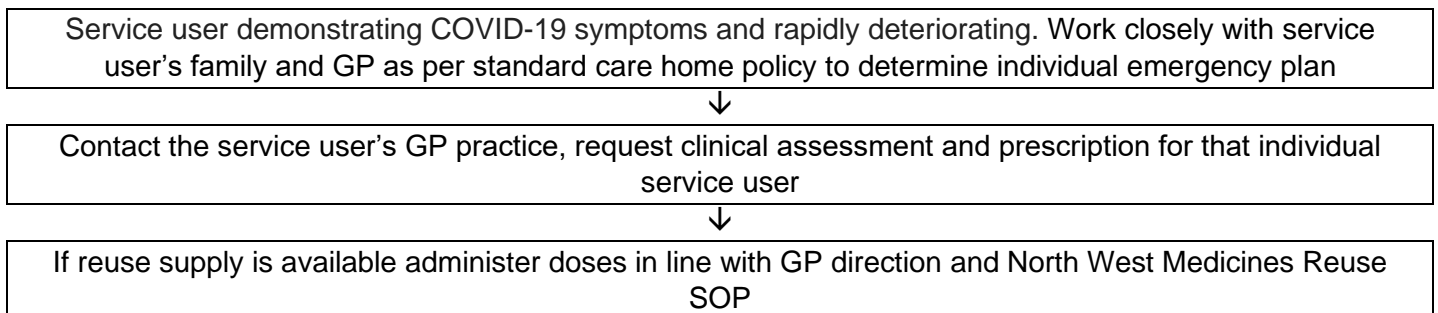 Service user demonstrating COVID-19 symptoms and rapidly deteriorating. Work closely with service
user's family and GP as per standard care home policy to determine individual emergency plan
↓
Contact the service user's GP practice, request clinical assessment and prescription for that individual
service user
↓
If reuse supply is available administer doses in line with GP direction and North West Medicines Reuse
SOP